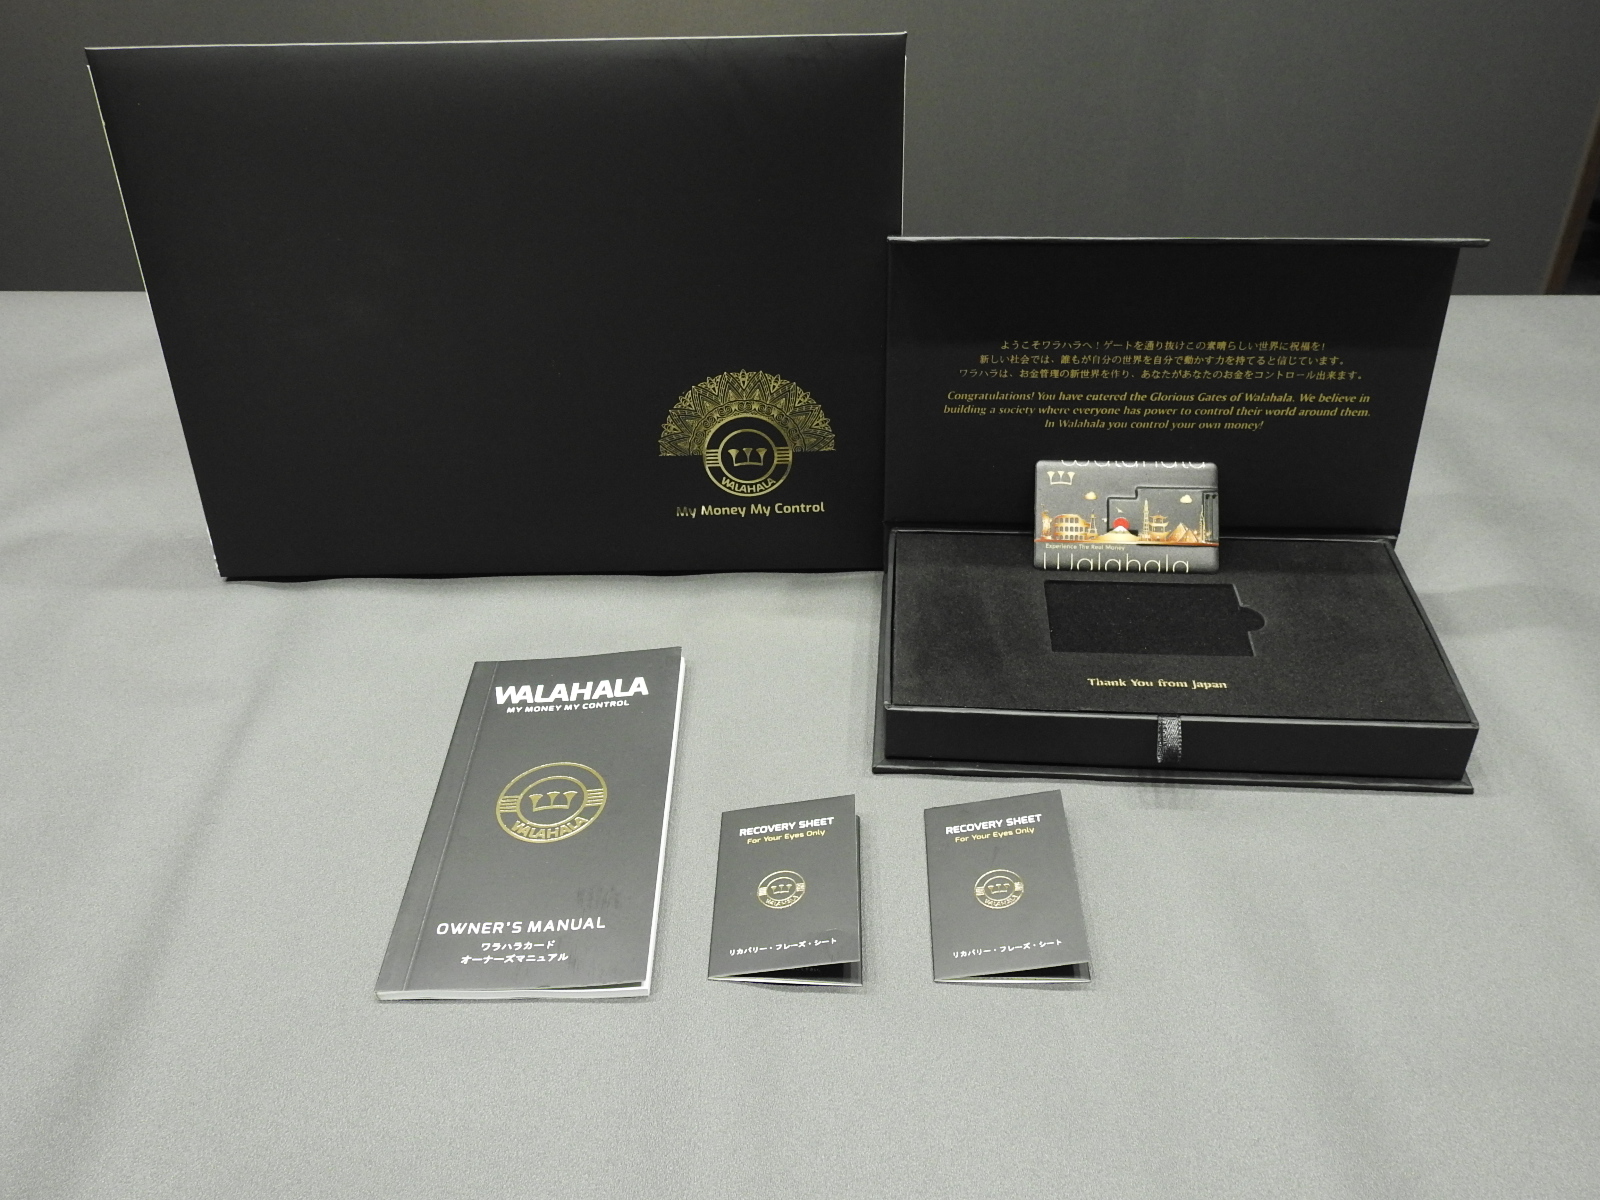 WALAHALA
My Money My Control
ようこそワラハラへ！ゲートを通り抜けこの素晴らしい世界に祝福を！
新しい社会では、誰もが自分の世界を自分で動かす力を持てると信じています。
ワラハラは、お金管理の新世界を作り、あなたがあなたのお金をコントロール出来ます。
Congratulations! You have entered the Glorious Gates of Walahala. We believe in
building a society where everyone has power to control their world around them.
In Walahala you control your own money!
Walahala
Experience The Real Money
Walahala
Thank You from Japan
WALAHALA
MY MONEY MY CONTROL
WALAHALA
OWNER'S MANUAL
ワラハラカード
オーナーズマニュアル
RECOVERY SHEET
For Your Eyes Only
WALAHALA
リカバリー・フレーズ・シート
RECOVERY SHEET
For Your Eyes Only
WALAHALA
リカバリー・フレーズ・シート